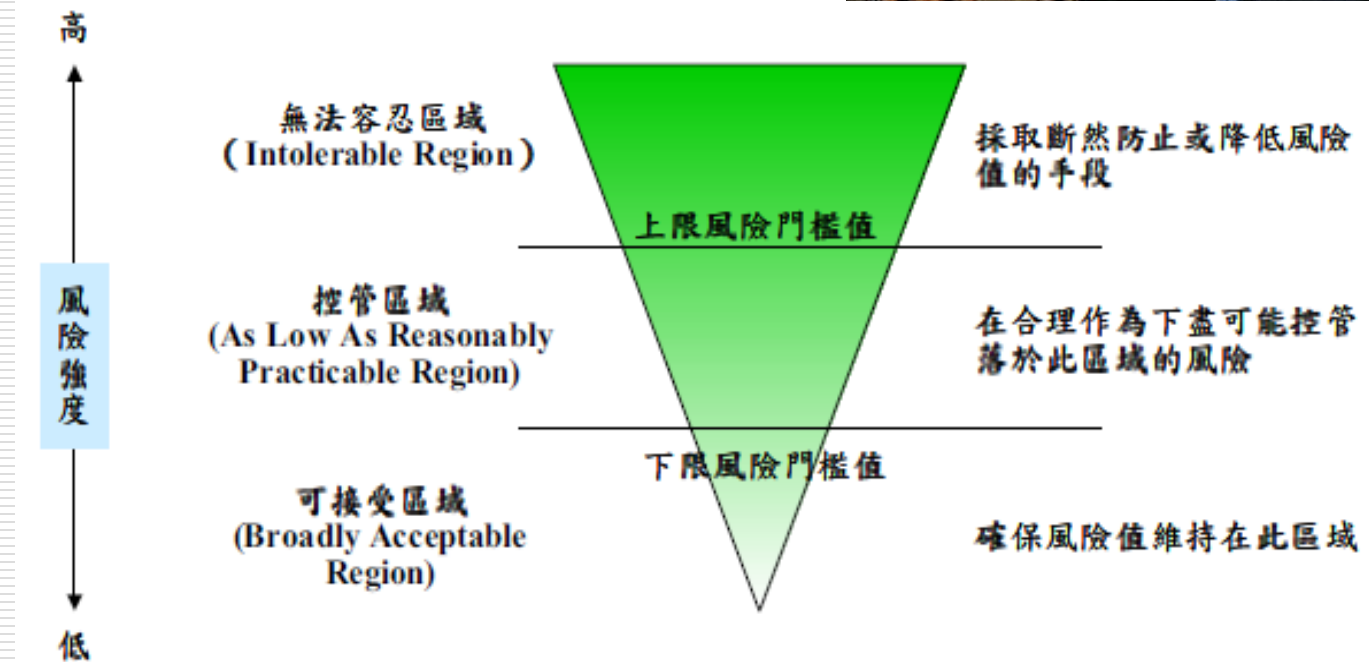 高
無法容忍區域
(Intolerable Region)
採取斷然防止或降低風險
值的手段
上限風險門檻值
風險強度
控管區域
(As Low As Reasonably
Practicable Region)
在合理作為下盡可能控管
落於此區域的風險
下限風險門檻值
可接受區域
(Broadly Acceptable
Region)
確保風險值維持在此區域
低